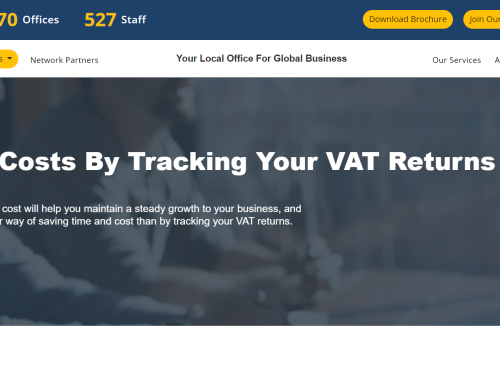 70 Offices 527 Staff Download Brochure Join Our
s Network Partners Your Local Office For Global Business Our Services A
Costs By Tracking Your VAT Returns
cost will help you maintain a steady growth to your business, and
r way of saving time and cost than by tracking your VAT returns.